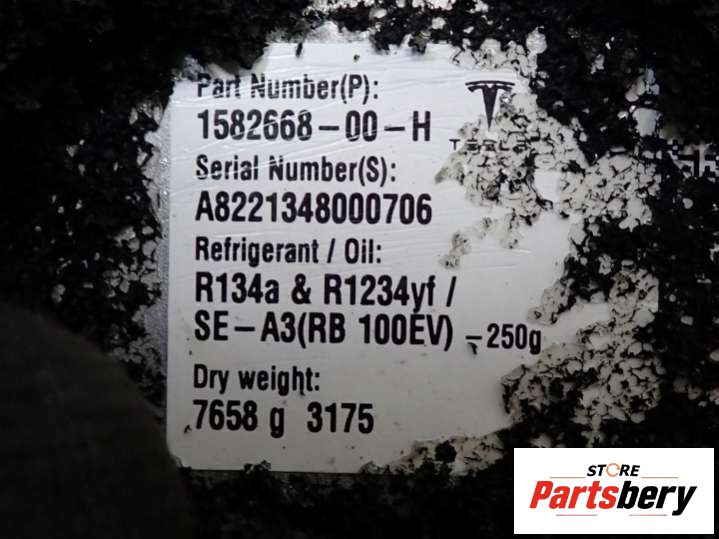 Part Number(P):
1582668-00-H
TESLA
Serial Number(S):
A8221348000706
Refrigerant / Oil:
R134a & R1234yf /
SE-A3(RB 100EV) -250g
Dry weight:
7658 g 3175
STORE
Partsbery